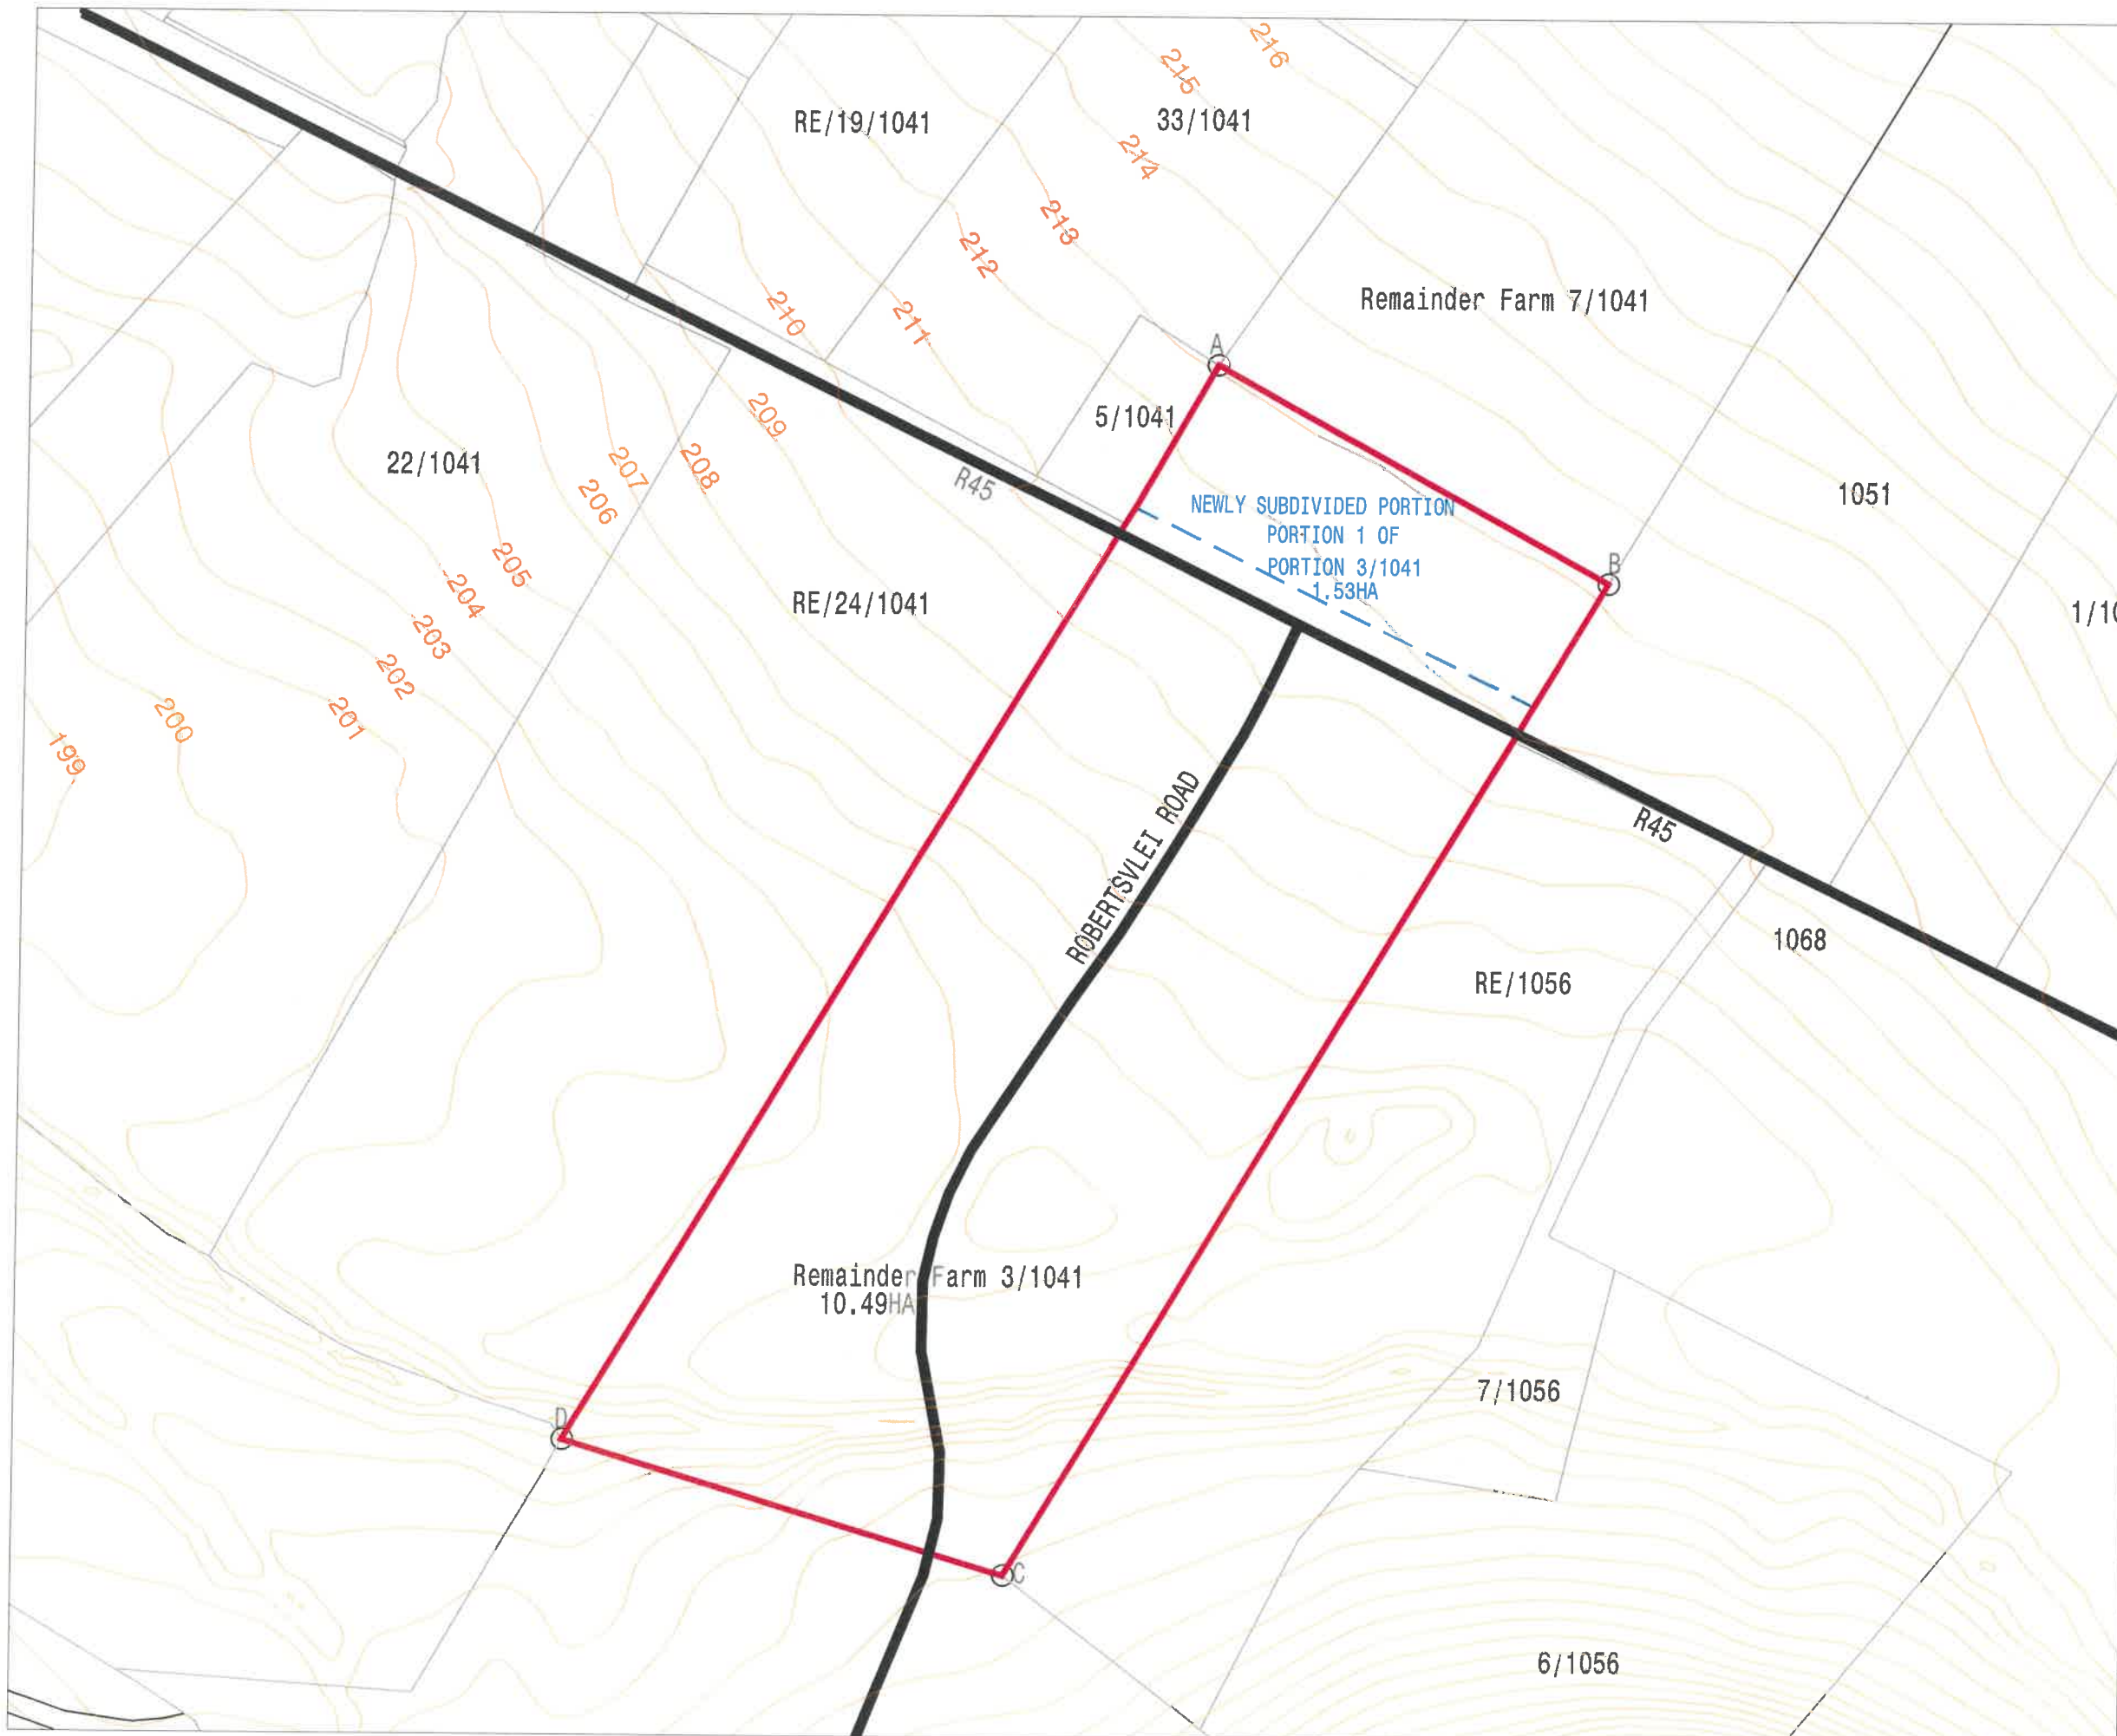 216
215
RE/19/1041
33/1041
214
213
212
210
211
Remainder Farm 7/1041
A
209
5/1041
22/1041
207
208
206
R45
NEWLY SUBDIVIDED PORTION
PORTION 1 OF
PORTION 3/1041
1.53HA
B
1051
205
204
203
RE/24/1041
202
201
200
199
ROBERTSVLEI ROAD
R45
1068
RE/1056
Remainder Farm 3/1041
10.49HA
7/1056
D
C
6/1056